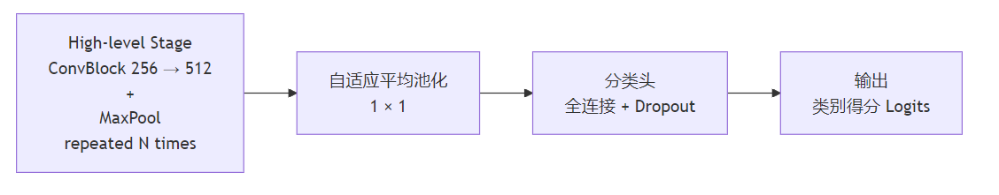 High-level Stage
ConvBlock 256 → 512
+
MaxPool
repeated N times
自适应平均池化
1 × 1
分类头
全连接 + Dropout
输出
类别得分 Logits